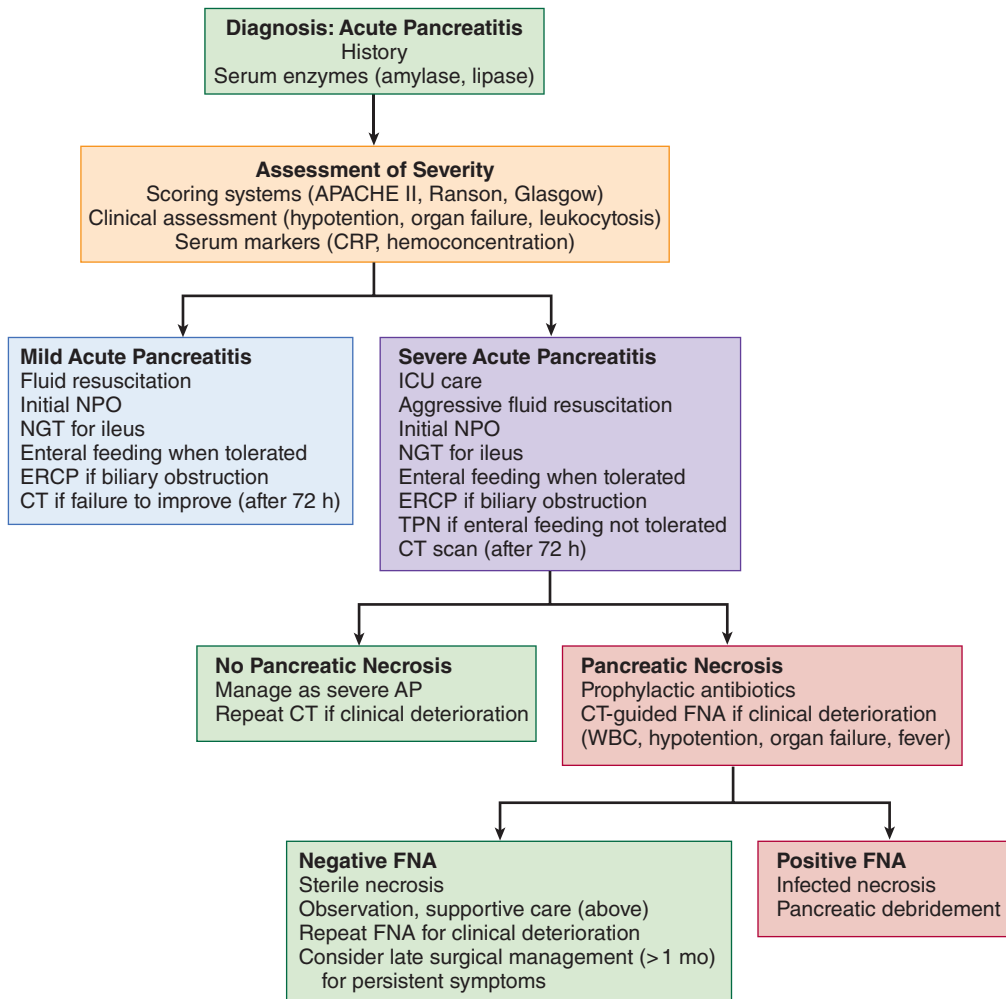 Diagnosis: Acute Pancreatitis
History
Serum enzymes (amylase, lipase)
Assessment of Severity
Scoring systems (APACHE II, Ranson, Glasgow)
Clinical assessment (hypotention, organ failure, leukocytosis)
Serum markers (CRP, hemoconcentration)
Mild Acute Pancreatitis
Fluid resuscitation
Initial NPO
NGT for ileus
Enteral feeding when tolerated
ERCP if biliary obstruction
CT if failure to improve (after 72 h)
Severe Acute Pancreatitis
ICU care
Aggressive fluid resuscitation
Initial NPO
NGT for ileus
Enteral feeding when tolerated
ERCP if biliary obstruction
TPN if enteral feeding not tolerated
CT scan (after 72 h)
No Pancreatic Necrosis
Manage as severe AP
Repeat CT if clinical deterioration
Pancreatic Necrosis
Prophylactic antibiotics
CT-guided FNA if clinical deterioration
(WBC, hypotention, organ failure, fever)
Negative FNA
Sterile necrosis
Observation, supportive care (above)
Repeat FNA for clinical deterioration
Consider late surgical management (>1 mo)
for persistent symptoms
Positive FNA
Infected necrosis
Pancreatic debridement